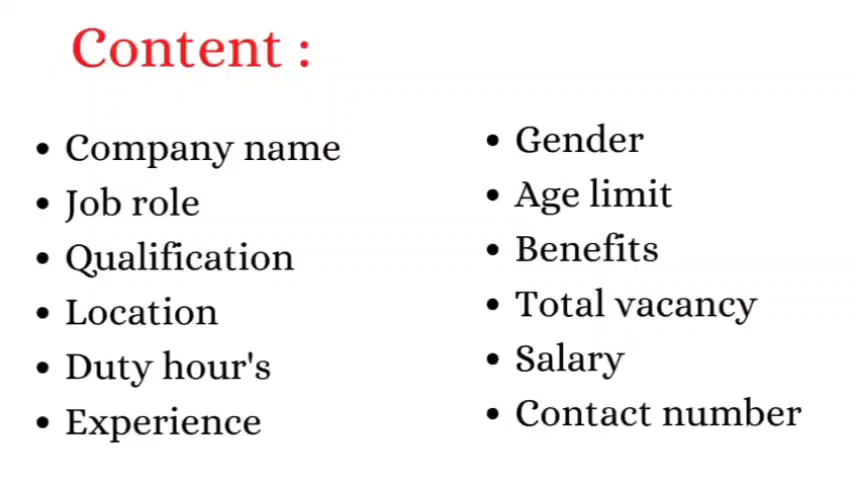 Content :
• Company name
• Job role
• Qualification
• Location
• Duty hour's
• Experience
• Gender
• Age limit
• Benefits
• Total vacancy
• Salary
• Contact number